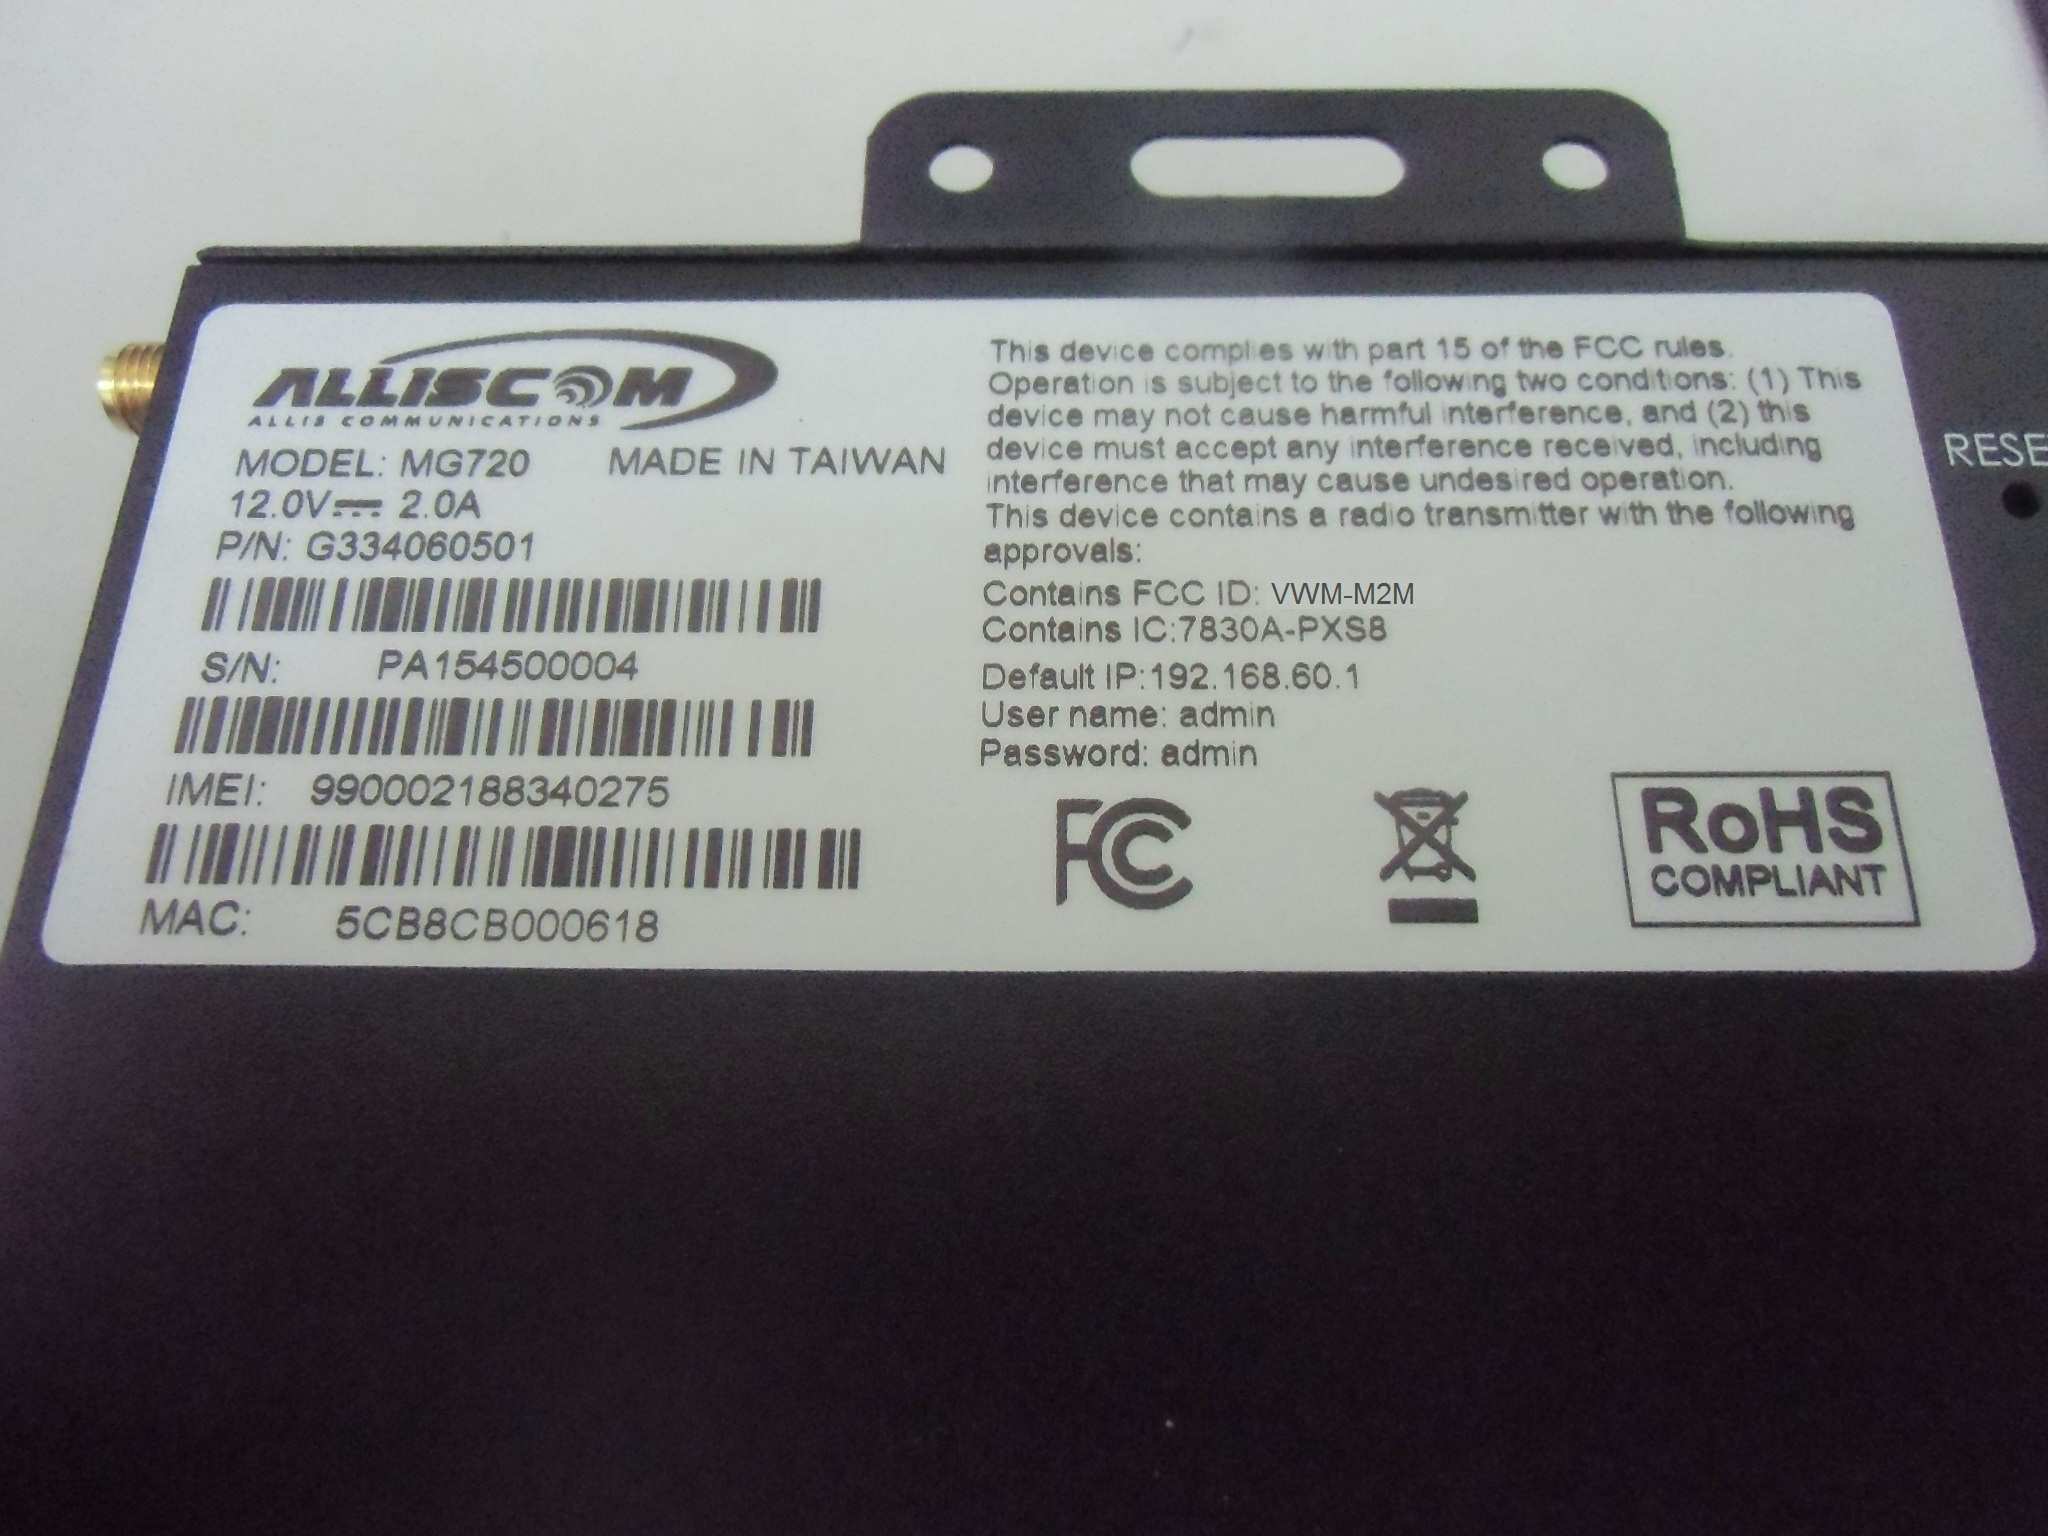 ALLISCOM
ALLIS COMMUNICATIONS
MODEL: MG720 MADE IN TAIWAN
12.0V 2.0A
P/N: G334060501
S/N: PA154500004
IMEI: 990002188340275
MAC: 5CB8CB000618
This device complies with part 15 of the FCC rules.
Operation is subject to the following two conditions: (1) This
device may not cause harmful interference, and (2) this
device must accept any interference received, including
interference that may cause undesired operation.
This device contains a radio transmitter with the following
approvals:
Contains FCC ID: VWM-M2M
Contains IC:7830A-PXS8
Default IP:192.168.60.1
User name: admin
Password: admin
FC
RoHS
COMPLIANT
RESE